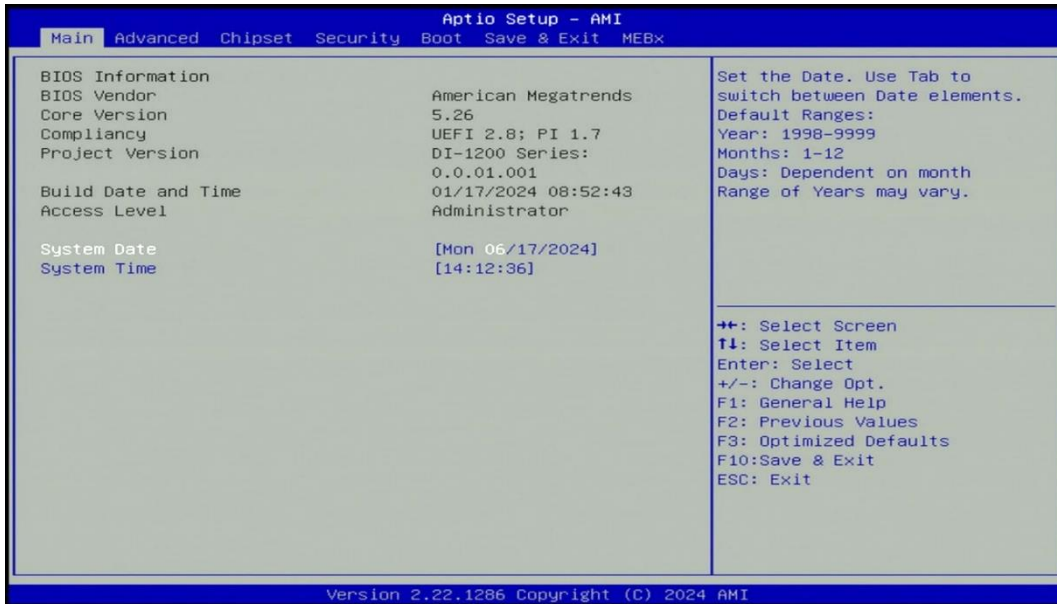 Aptio Setup – AMI
Main Advanced Chipset Security Boot Save & Exit MEBx
BIOS Information
BIOS Vendor American Megatrends
Core Version 5.26
Compliancy UEFI 2.8; PI 1.7
Project Version DI-1200 Series:
0.0.01.001
Build Date and Time 01/17/2024 08:52:43
Access Level Administrator
System Date [Mon 06/17/2024]
System Time [14:12:36]
Set the Date. Use Tab to
switch between Date elements.
Default Ranges:
Year: 1998-9999
Months: 1-12
Days: Dependent on month
Range of Years may vary.
→←: Select Screen
↑↓: Select Item
Enter: Select
+/-: Change Opt.
F1: General Help
F2: Previous Values
F3: Optimized Defaults
F10:Save & Exit
ESC: Exit
Version 2.22.1286 Copyright (C) 2024 AMI